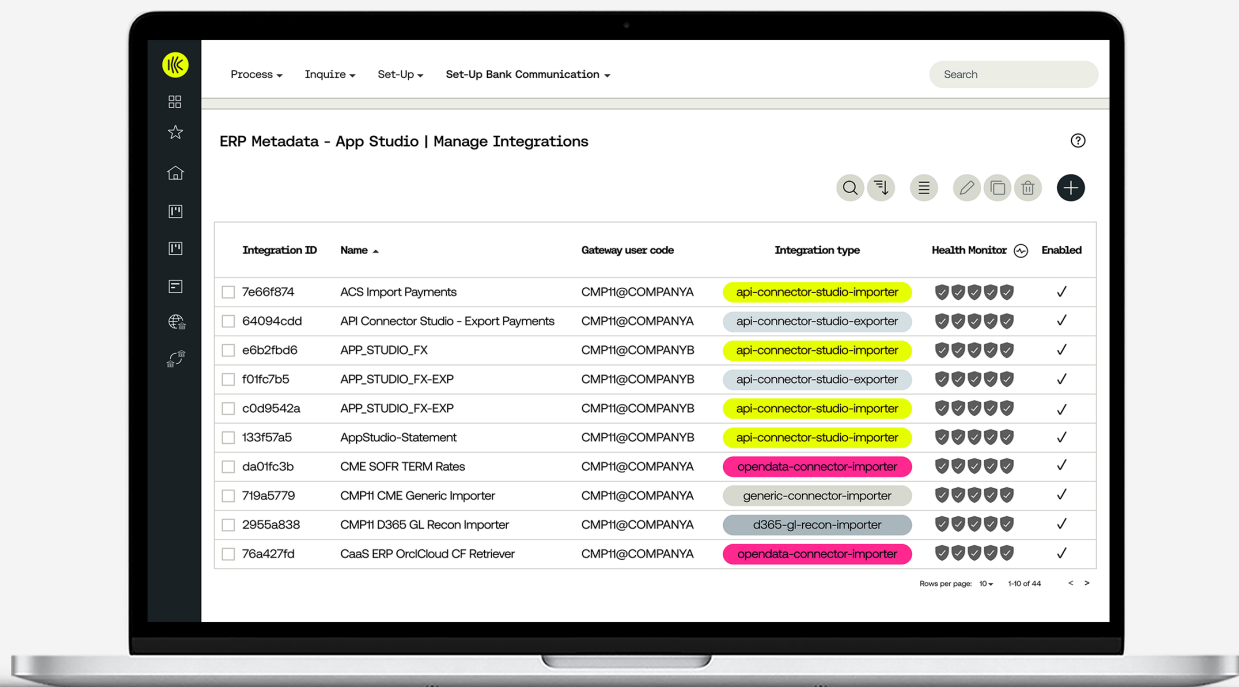 Process Inquire Set-Up Set-Up Bank Communication Search
ERP Metadata - App Studio | Manage Integrations
Integration ID Name Gateway user code Integration type Health Monitor Enabled
7e66f874 ACS Import Payments CMP11@COMPANYA api-connector-studio-importer
64094cdd API Connector Studio - Export Payments CMP11@COMPANYA api-connector-studio-exporter
e6b2fbd6 APP_STUDIO_FX CMP11@COMPANYB api-connector-studio-importer
f01fc7b5 APP_STUDIO_FX-EXP CMP11@COMPANYB api-connector-studio-exporter
c0d9542a APP_STUDIO_FX-EXP CMP11@COMPANYB api-connector-studio-importer
133f57a5 AppStudio-Statement CMP11@COMPANYB api-connector-studio-importer
da01fc3b CME SOFR TERM Rates CMP11@COMPANYA opendata-connector-importer
719a5779 CMP11 CME Generic Importer CMP11@COMPANYA generic-connector-importer
2955a838 CMP11 D365 GL Recon Importer CMP11@COMPANYA d365-gl-recon-importer
76a427fd CaaS ERP OrclCloud CF Retriever CMP11@COMPANYA opendata-connector-importer
Rows per page: 10 1-10 of 44 < >